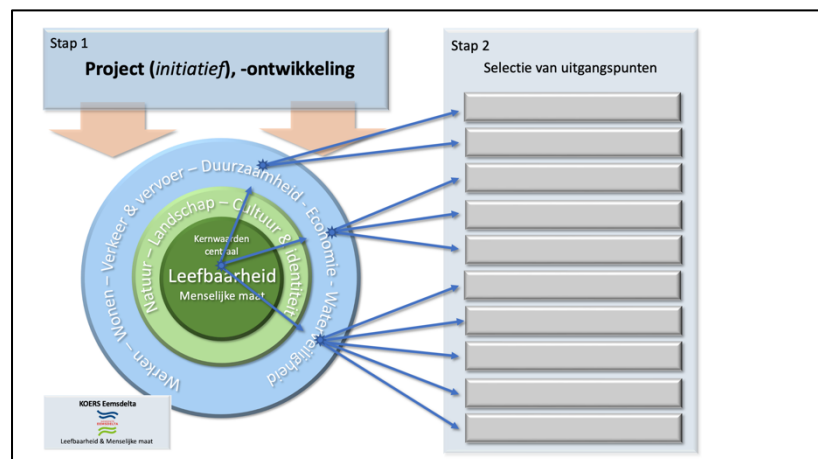 Stap 1
Project (initiatief), -ontwikkeling
Stap 2
Selectie van uitgangspunten
Werken – Wonen – Verkeer & vervoer – Duurzaamheid - Economie - Waterveiligheid
Natuur – Landschap – Cultuur & identiteit
Kernwaarden
centraal
Leefbaarheid
Menselijke maat
KOERS Eemsdelta
Leefbaarheid & Menselijke maat